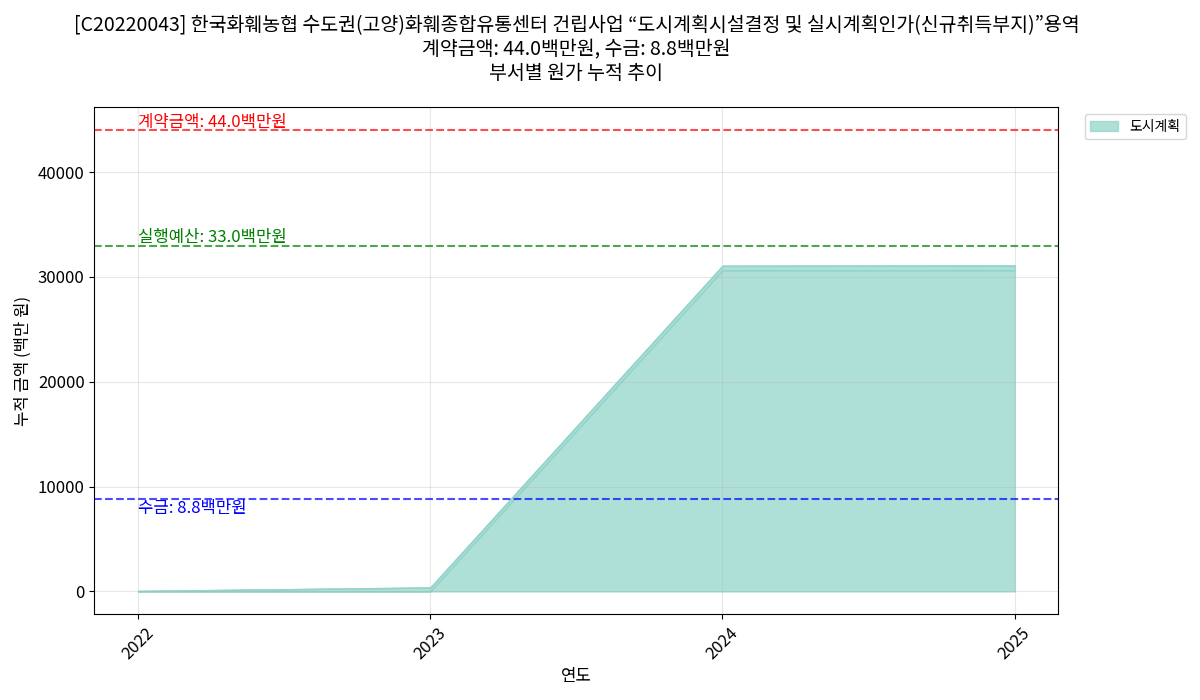 [C20220043] 한국화훼농협 수도권(고양)화훼종합유통센터 건립사업 “도시계획시설결정 및 실시계획인가(신규취득부지)”용역
계약금액: 44.0백만원, 수금: 8.8백만원
부서별 원가 누적 추이
계약금액: 44.0백만원
도시계획
40000
실행예산: 33.0백만원
30000
누적 금액 (백만 원)
20000
10000
수금: 8.8백만원
0
2022
2023
2024
2025
연도